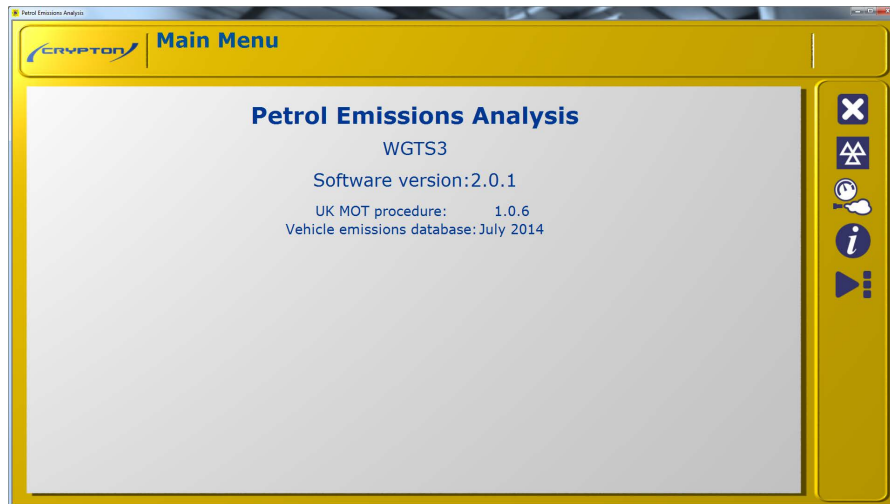 Petrol Emissions Analysis
CRYPTON
Main Menu
Petrol Emissions Analysis
WGTS3
Software version:2.0.1
UK MOT procedure: 1.0.6
Vehicle emissions database: July 2014